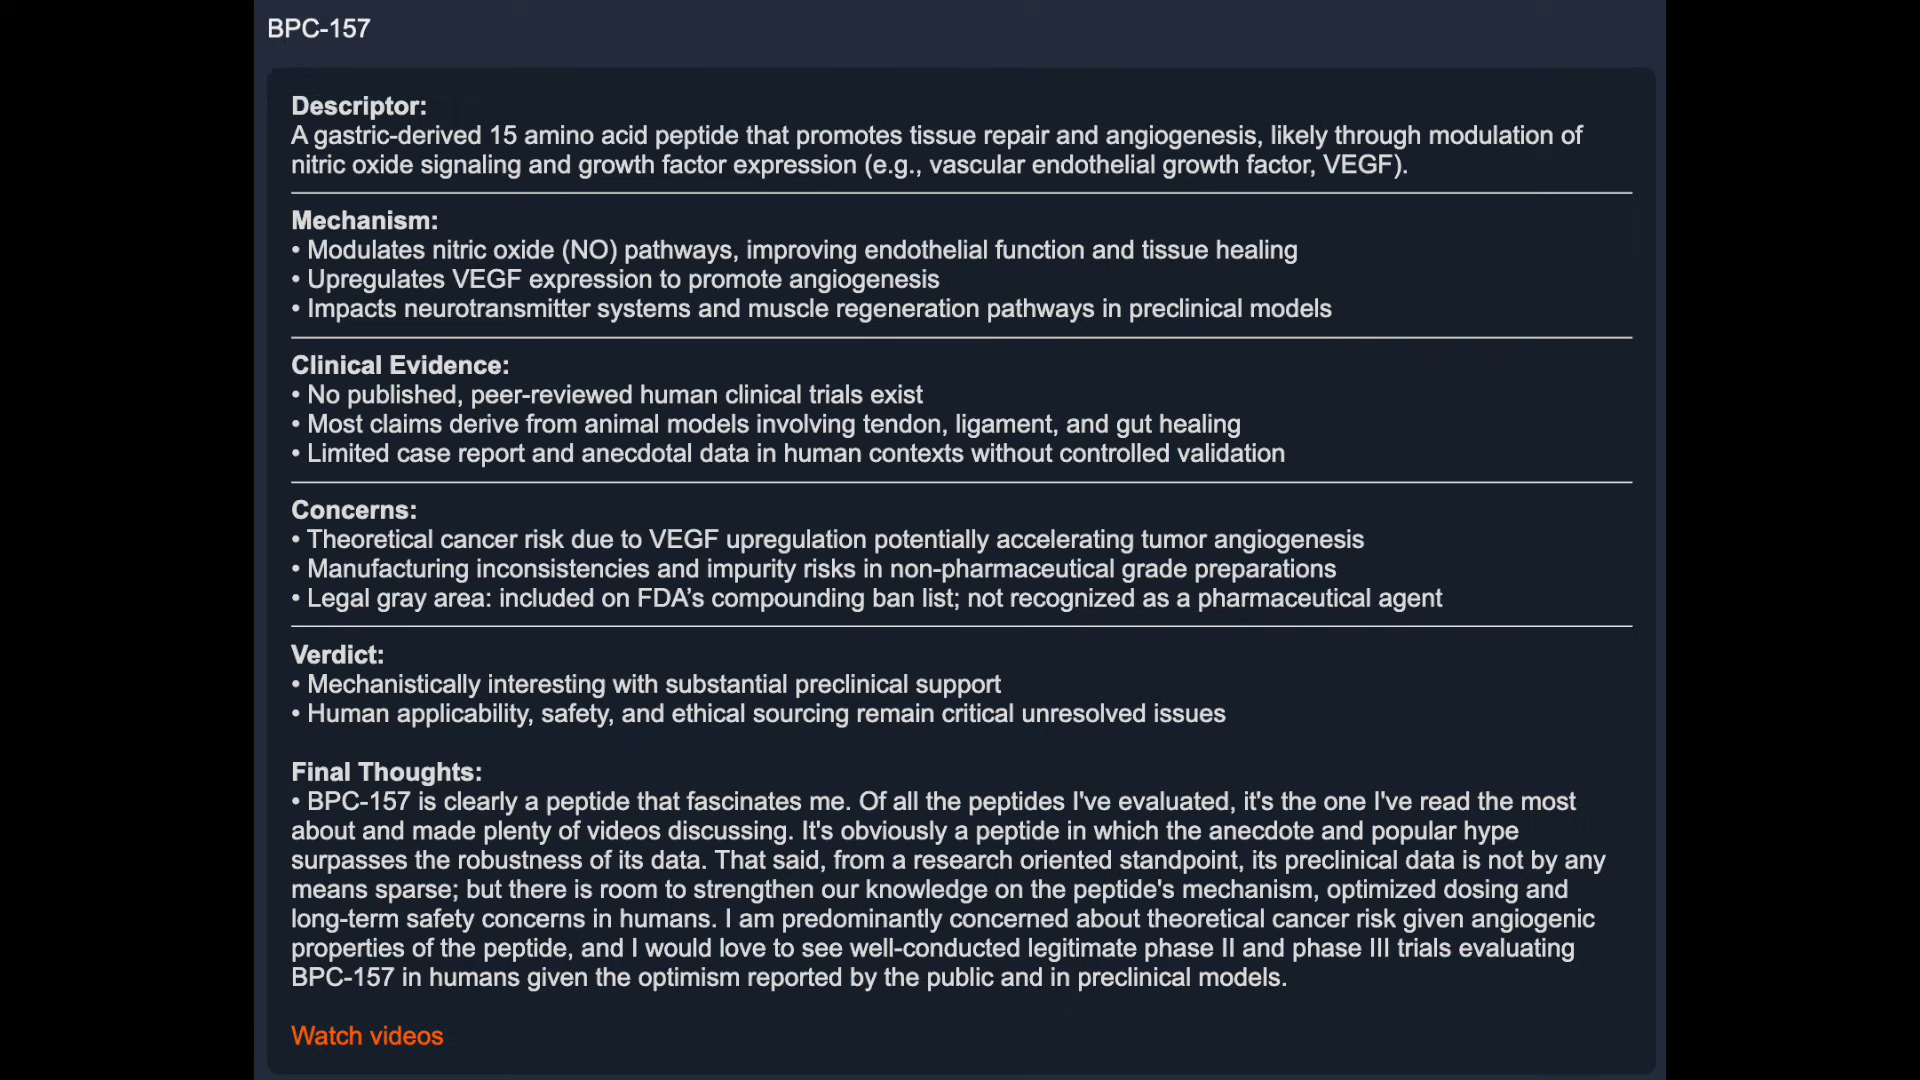 BPC-157
Descriptor:
A gastric-derived 15 amino acid peptide that promotes tissue repair and angiogenesis, likely through modulation of
nitric oxide signaling and growth factor expression (e.g., vascular endothelial growth factor, VEGF).
Mechanism:
• Modulates nitric oxide (NO) pathways, improving endothelial function and tissue healing
• Upregulates VEGF expression to promote angiogenesis
• Impacts neurotransmitter systems and muscle regeneration pathways in preclinical models
Clinical Evidence:
• No published, peer-reviewed human clinical trials exist
• Most claims derive from animal models involving tendon, ligament, and gut healing
• Limited case report and anecdotal data in human contexts without controlled validation
Concerns:
• Theoretical cancer risk due to VEGF upregulation potentially accelerating tumor angiogenesis
• Manufacturing inconsistencies and impurity risks in non-pharmaceutical grade preparations
• Legal gray area: included on FDA’s compounding ban list; not recognized as a pharmaceutical agent
Verdict:
• Mechanistically interesting with substantial preclinical support
• Human applicability, safety, and ethical sourcing remain critical unresolved issues
Final Thoughts:
• BPC-157 is clearly a peptide that fascinates me. Of all the peptides I've evaluated, it's the one I've read the most
about and made plenty of videos discussing. It's obviously a peptide in which the anecdote and popular hype
surpasses the robustness of its data. That said, from a research oriented standpoint, its preclinical data is not by any
means sparse; but there is room to strengthen our knowledge on the peptide's mechanism, optimized dosing and
long-term safety concerns in humans. I am predominantly concerned about theoretical cancer risk given angiogenic
properties of the peptide, and I would love to see well-conducted legitimate phase II and phase III trials evaluating
BPC-157 in humans given the optimism reported by the public and in preclinical models.
Watch videos